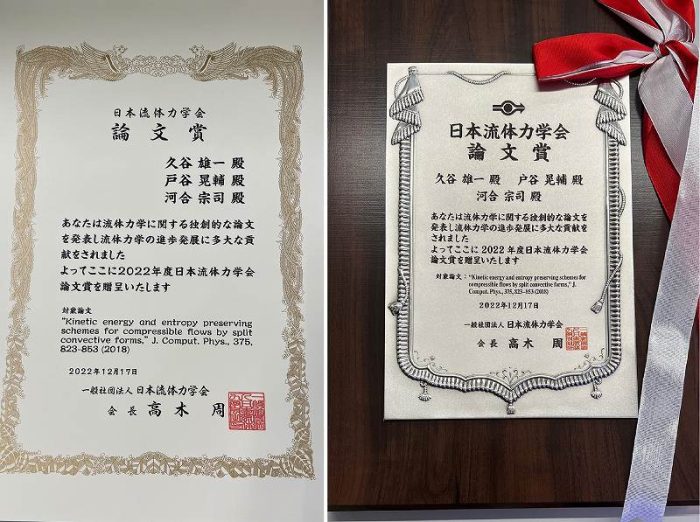 日本流体力学会
論文賞
久谷 雄一 殿
戸谷 晃輔 殿
河合 宗司 殿
あなたは流体力学に関する独創的な論文
を発表し流体力学の進歩発展に多大な貢
献をされました
よってここに2022年度日本流体力学会
論文賞を贈呈いたします
対象論文
“Kinetic energy and entropy preserving
schemes for compressible flows by split
convective forms,” J. Comput. Phys., 375,
823-853 (2018)
2022年12月17日
一般社団法人 日本流体力学会
会長 高木 周
日本流体力学会
論文賞
久谷 雄一 殿 戸谷 晃輔 殿
河合 宗司 殿
あなたは流体力学に関する独創的な論文を
発表し流体力学の進歩発展に多大な貢献を
されました
よってここに 2022 年度日本流体力学会
論文賞を贈呈いたします
対象論文：“Kinetic energy and entropy preserving schemes for
compressible flows by split convective forms,” J.
Comput. Phys., 375, 823-853 (2018)
2022年12月17日
一般社団法人 日本流体力学会
会長 高木 周